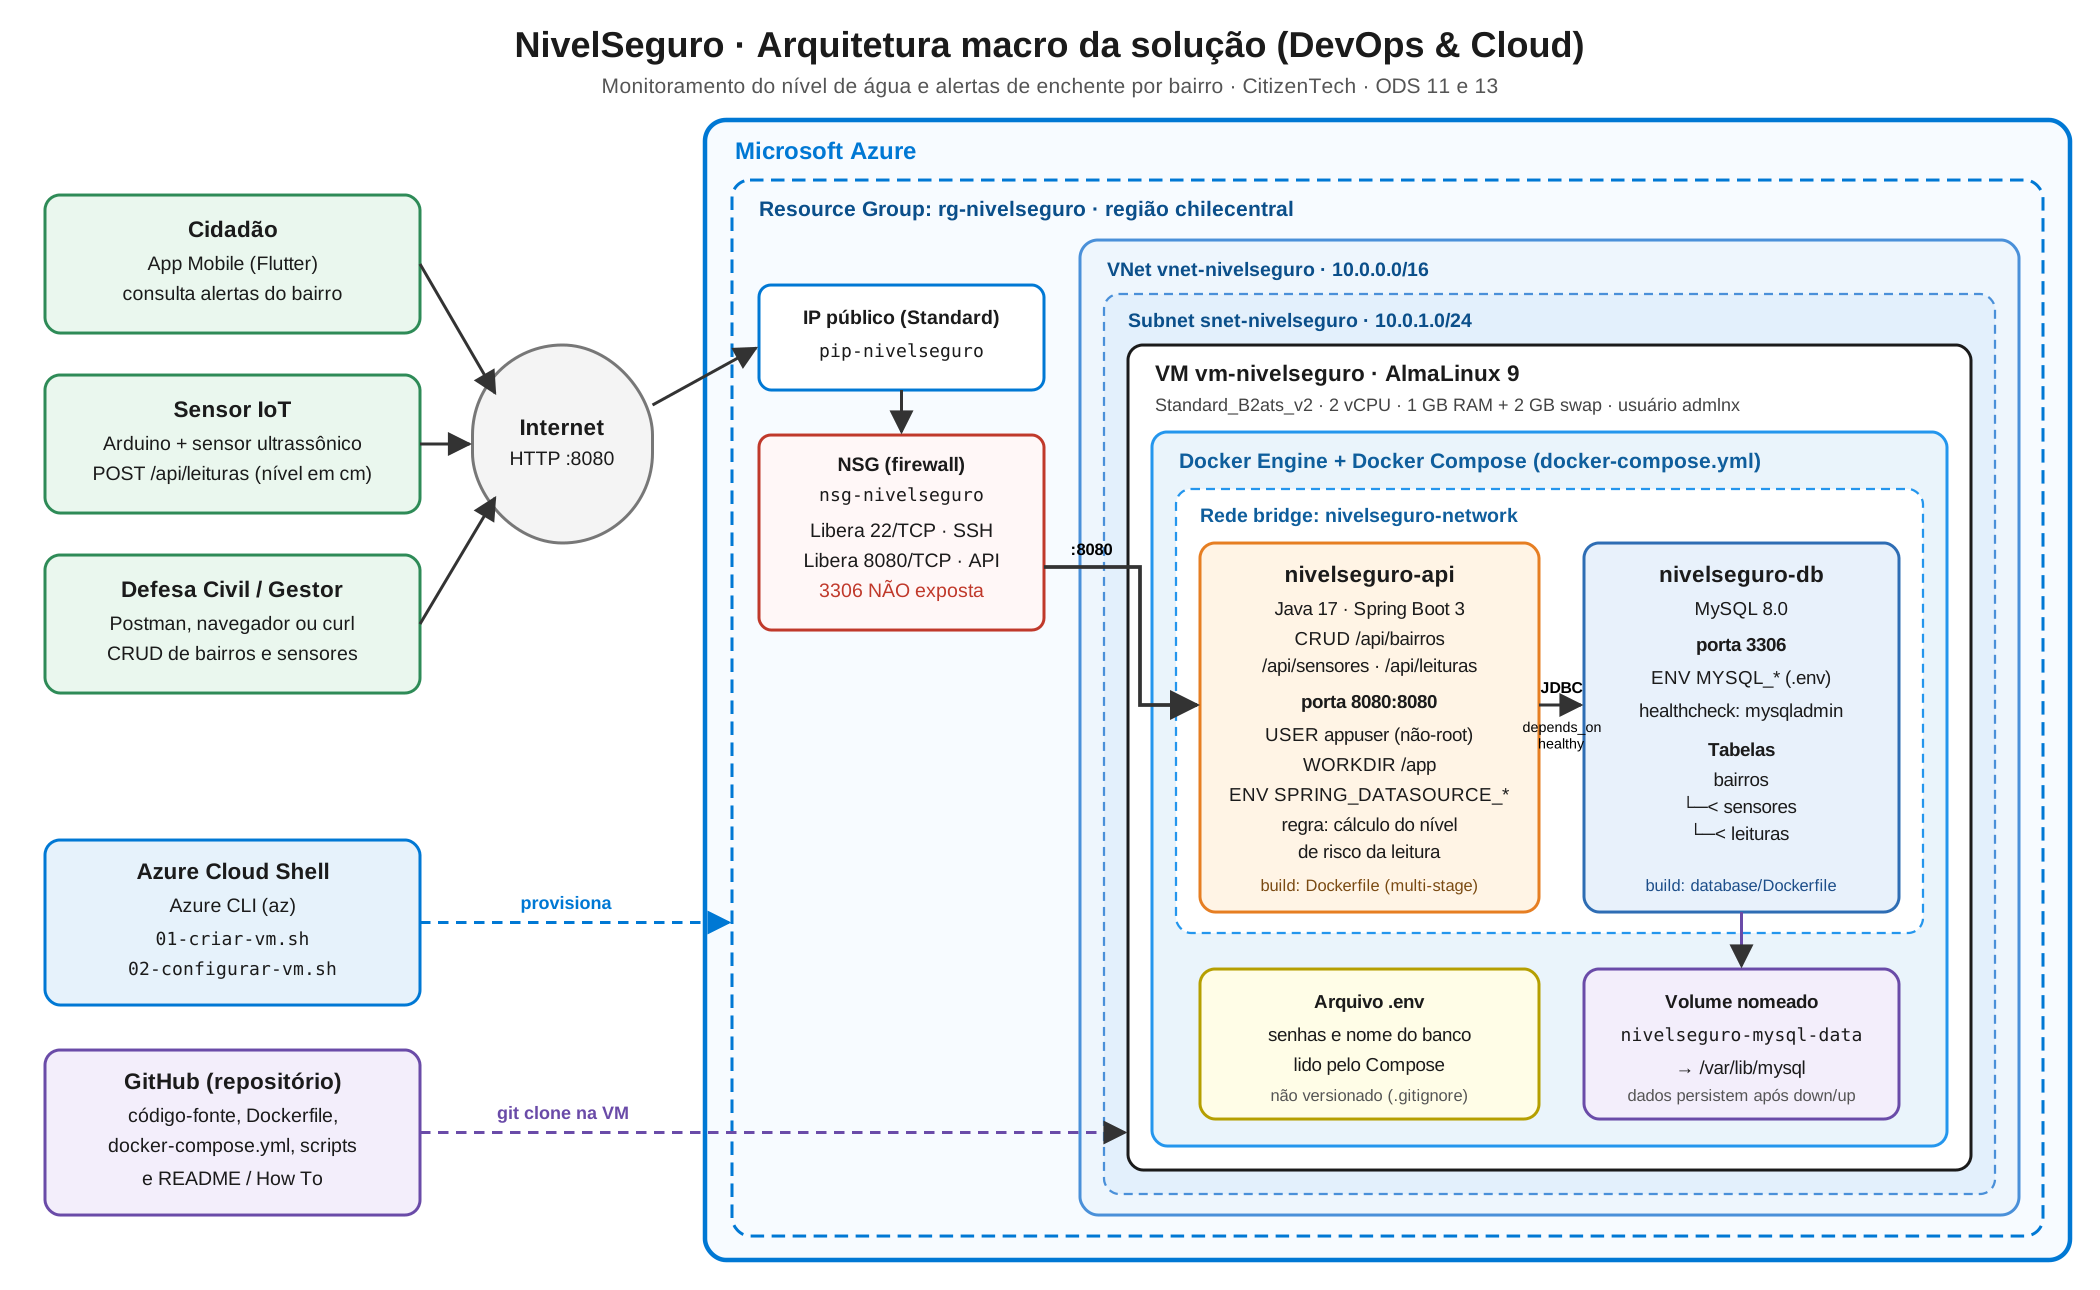 NivelSeguro · Arquitetura macro da solução (DevOps & Cloud)
Monitoramento do nível de água e alertas de enchente por bairro · CitizenTech · ODS 11 e 13
Cidadão
App Mobile (Flutter)
consulta alertas do bairro
Sensor IoT
Arduino + sensor ultrassônico
POST /api/leituras (nível em cm)
Defesa Civil / Gestor
Postman, navegador ou curl
CRUD de bairros e sensores
Internet
HTTP :8080
Azure Cloud Shell
Azure CLI (az)
01-criar-vm.sh
02-configurar-vm.sh
provisiona
GitHub (repositório)
código-fonte, Dockerfile,
docker-compose.yml, scripts
e README / How To
git clone na VM
Microsoft Azure
Resource Group: rg-nivelseguro · região chilecentral
IP público (Standard)
pip-nivelseguro
NSG (firewall)
nsg-nivelseguro
Libera 22/TCP · SSH
Libera 8080/TCP · API
3306 NÃO exposta
:8080
VNet vnet-nivelseguro · 10.0.0.0/16
Subnet snet-nivelseguro · 10.0.1.0/24
VM vm-nivelseguro · AlmaLinux 9
Standard_B2ats_v2 · 2 vCPU · 1 GB RAM + 2 GB swap · usuário admlnx
Docker Engine + Docker Compose (docker-compose.yml)
Rede bridge: nivelseguro-network
nivelseguro-api
Java 17 · Spring Boot 3
CRUD /api/bairros
/api/sensores · /api/leituras
porta 8080:8080
USER appuser (não-root)
WORKDIR /app
ENV SPRING_DATASOURCE_*
regra: cálculo do nível
de risco da leitura
build: Dockerfile (multi-stage)
JDBC
depends_on
healthy
nivelseguro-db
MySQL 8.0
porta 3306
ENV MYSQL_* (.env)
healthcheck: mysqladmin
Tabelas
bairros
└─< sensores
└─< leituras
build: database/Dockerfile
Arquivo .env
senhas e nome do banco
lido pelo Compose
não versionado (.gitignore)
Volume nomeado
nivelseguro-mysql-data
→ /var/lib/mysql
dados persistem após down/up